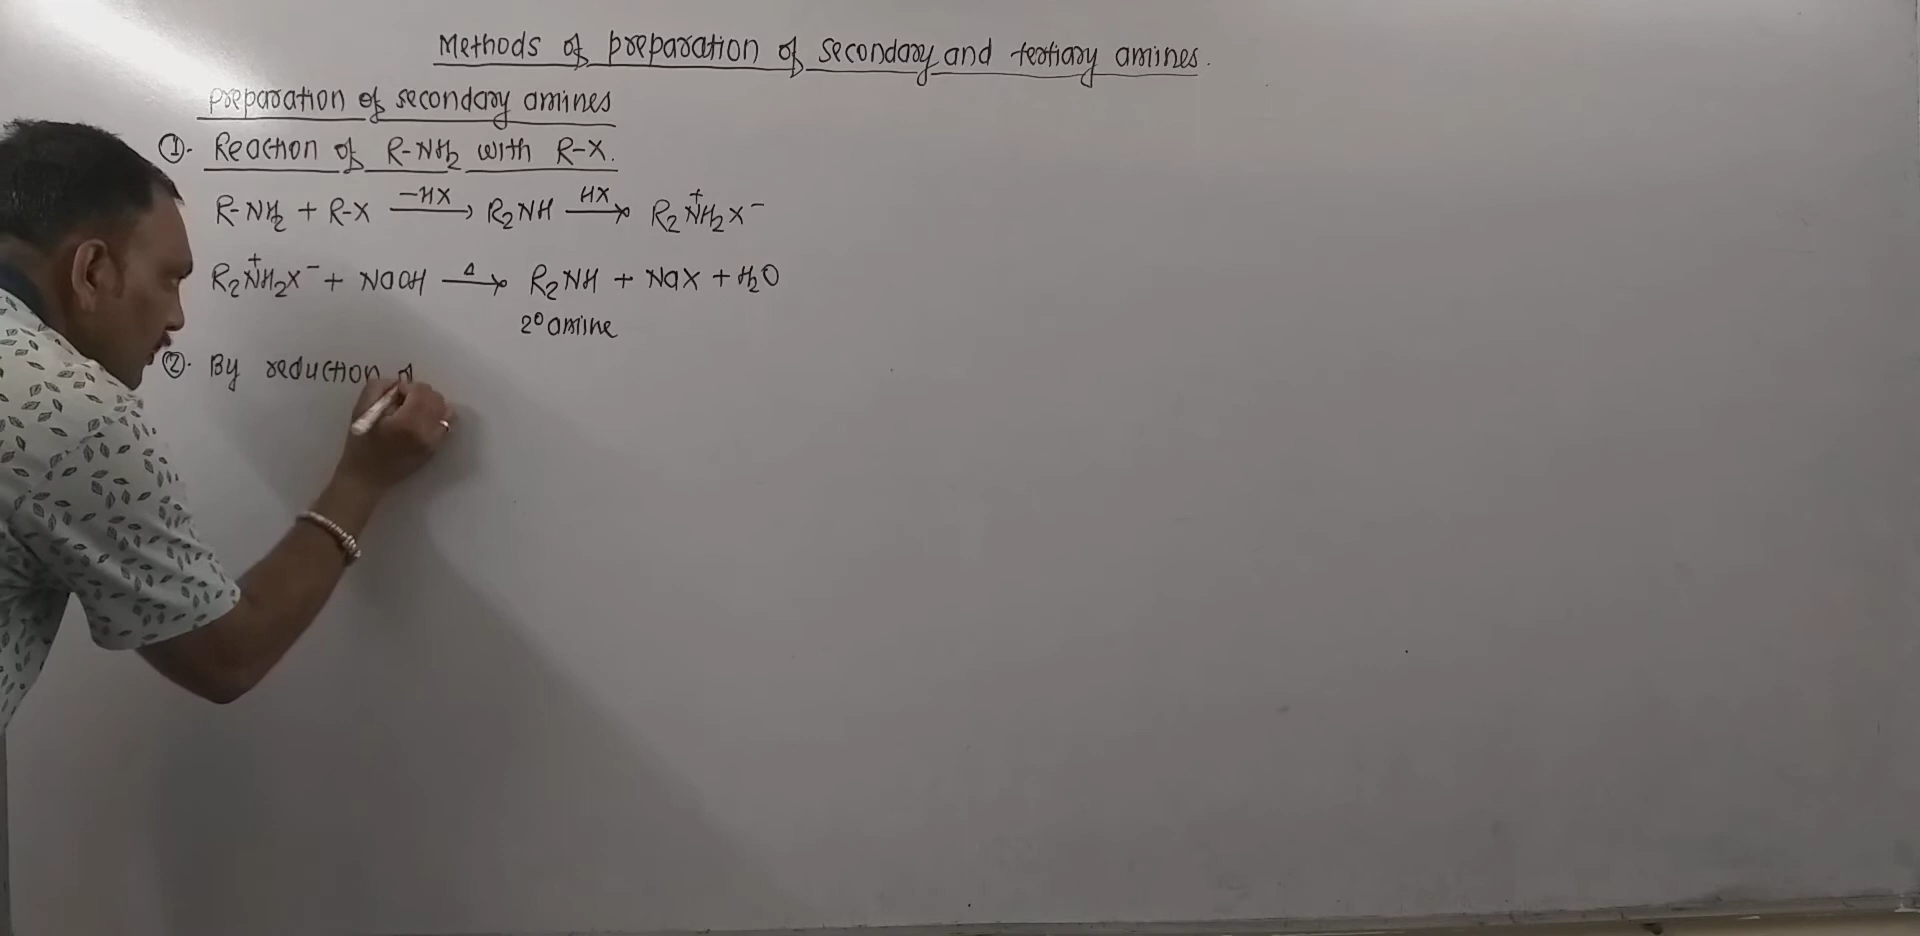 Methods of preparation of secondary and tertiary amines.
preparation of secondary amines
①. Reaction of R-NH₂ with R-X.
R-NH₂ + R-X —-HX→ R₂NH —HX→ R₂N⁺H₂X⁻
R₂N⁺H₂X⁻ + NaOH —Δ→ R₂NH + NaX + H₂O
2⁰ amine
②. By reduction